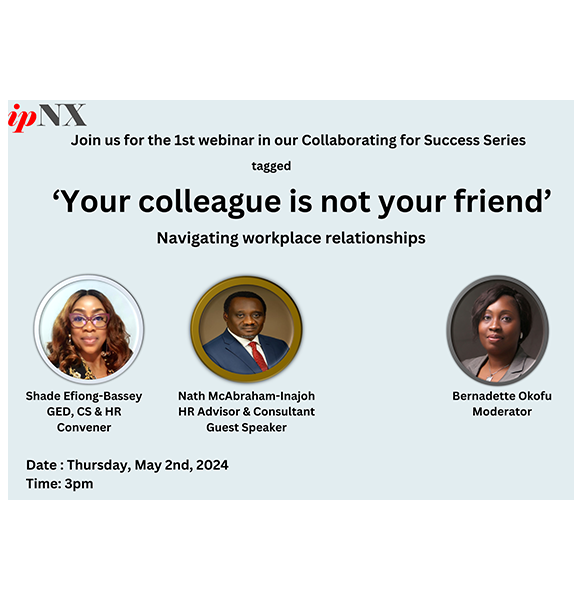 ipNX
Join us for the 1st webinar in our Collaborating for Success Series
tagged
‘Your colleague is not your friend’
Navigating workplace relationships
Shade Efiong-Bassey
GED, CS & HR
Convener
Nath McAbraham-Inajoh
HR Advisor & Consultant
Guest Speaker
Bernadette Okofu
Moderator
Date : Thursday, May 2nd, 2024
Time: 3pm